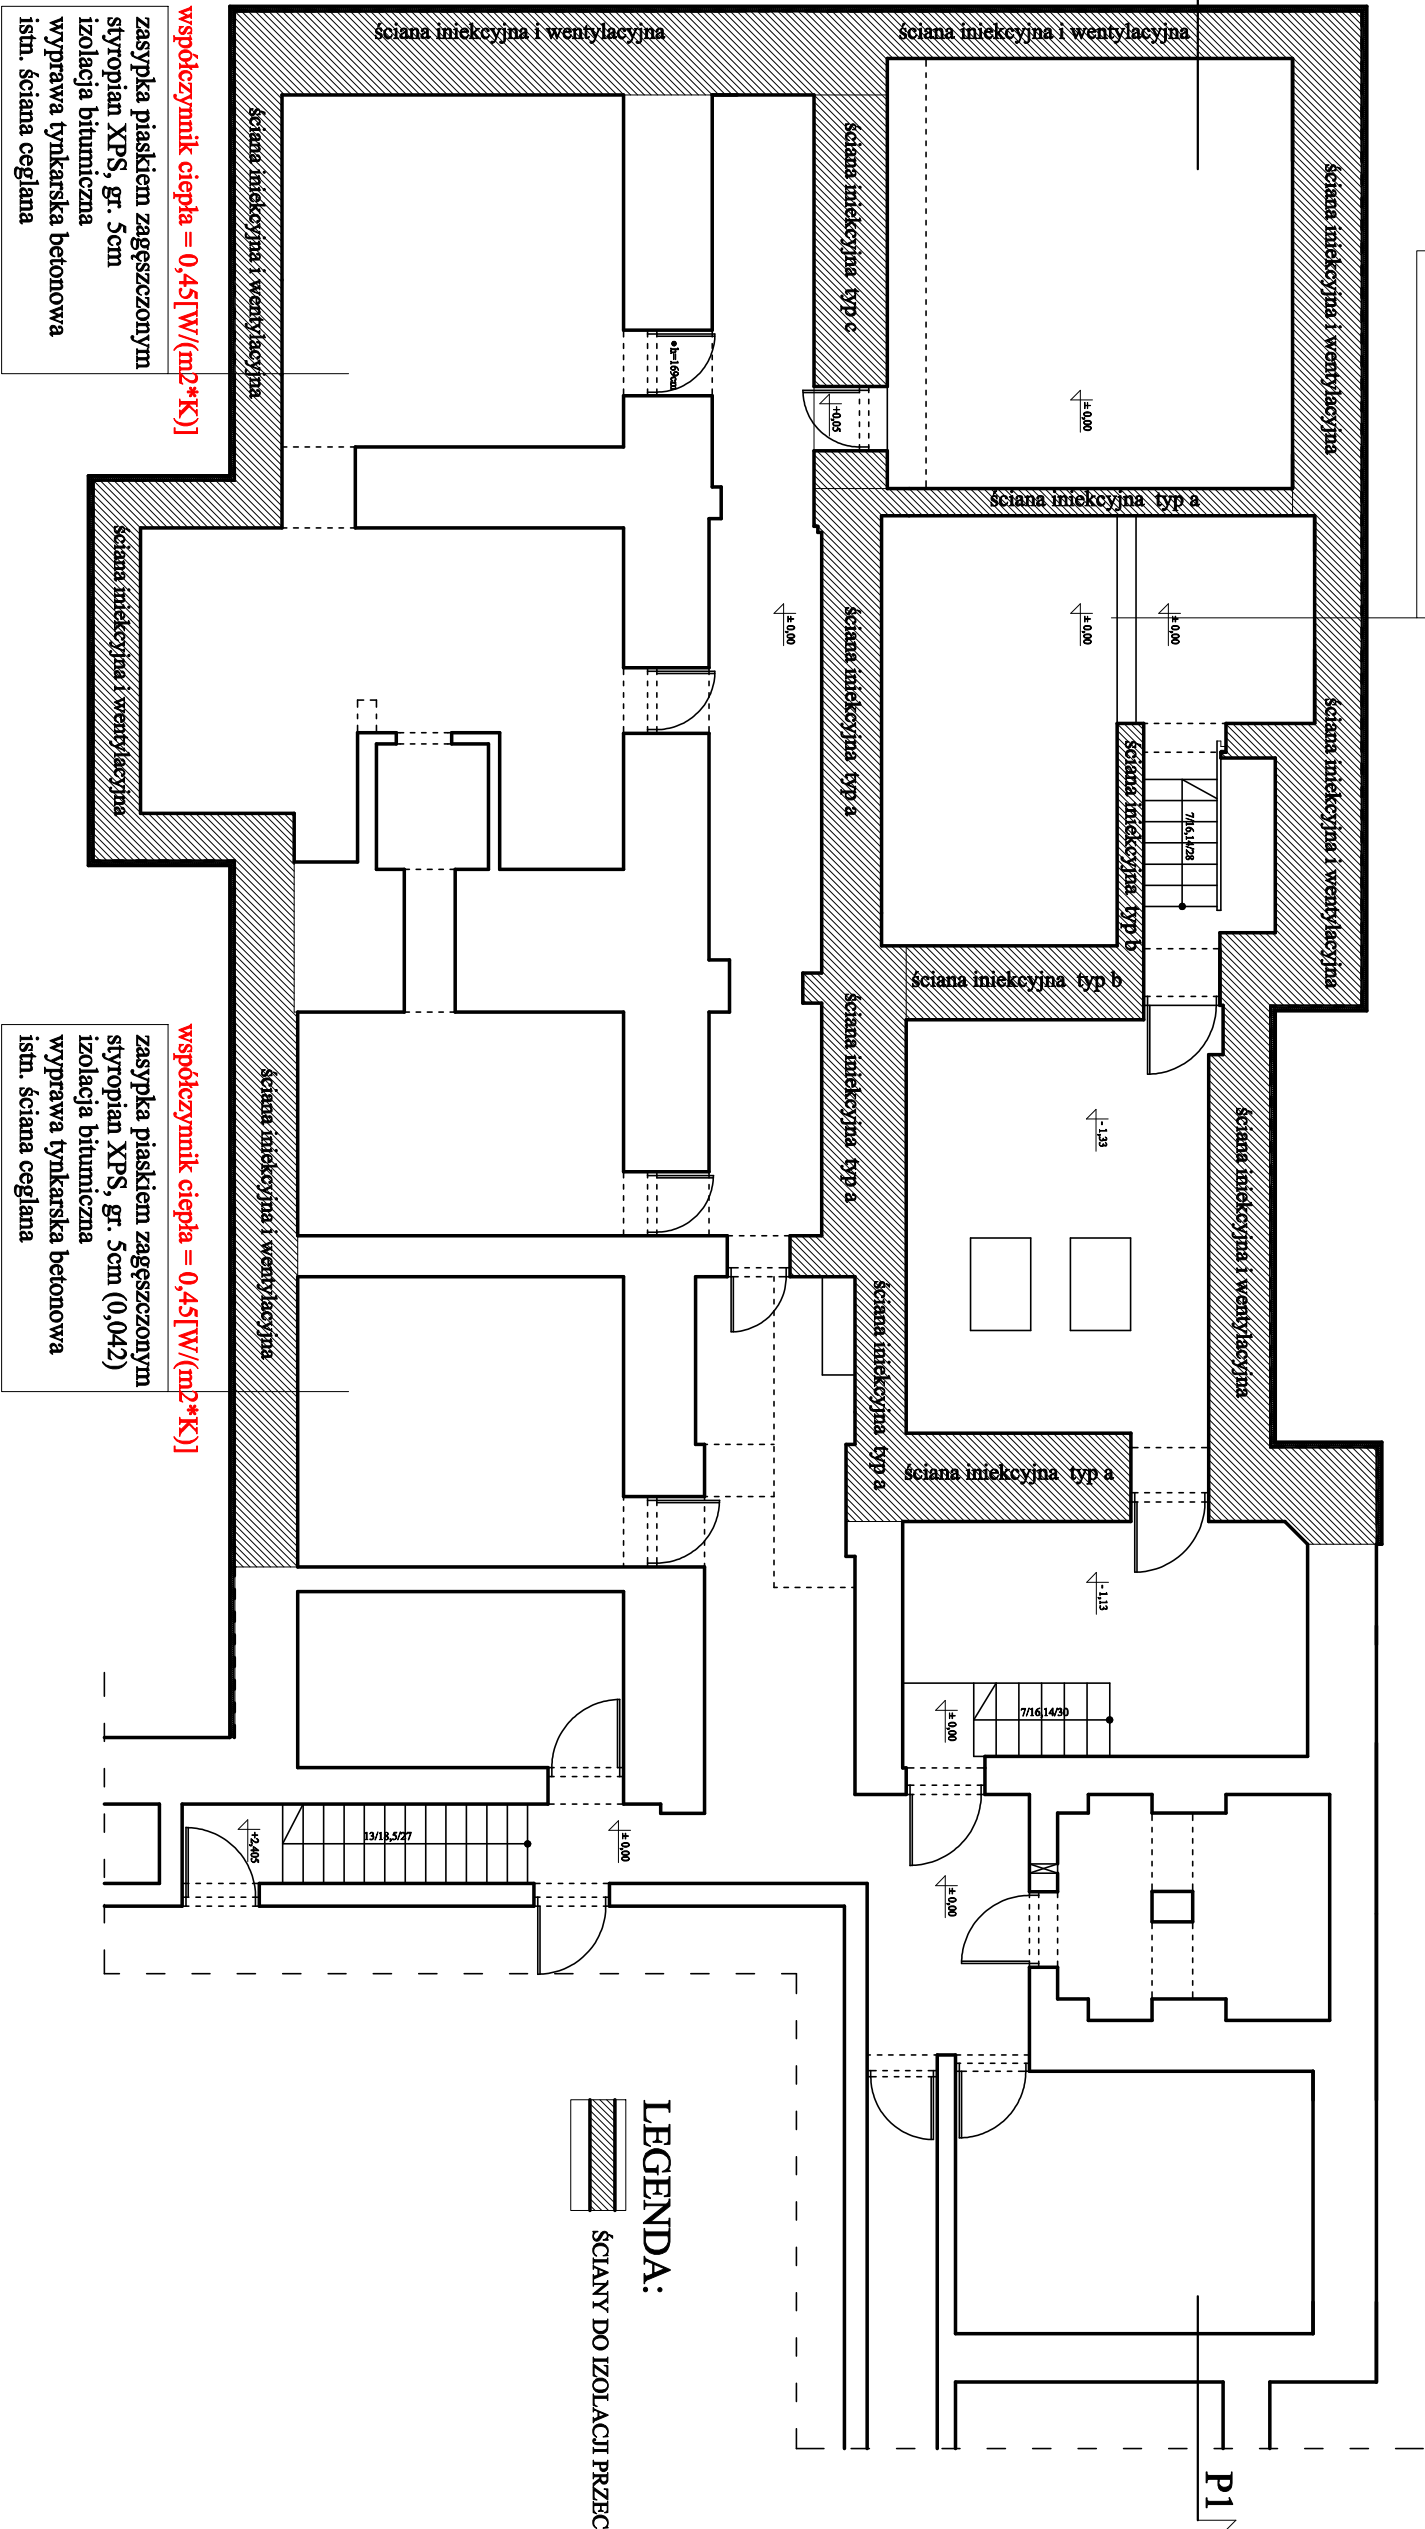 ściana iniekcyjna i wentylacyjna
ściana iniekcyjna i wentylacyjna
ściana iniekcyjna i wentylacyjna
ściana iniekcyjna i wentylacyjna
ściana iniekcyjna typ c
współczynnik ciepła = 0,45[W/(m2*K)]
zasypka piaskiem zagęszczonym
styropian XPS, gr. 5cm
izolacja bitumiczna
wyprawa tynkarska betonowa
istn. ściana ceglana
h=169cm
+0,05
± 0,00
ściana iniekcyjna typ a
ściana iniekcyjna i wentylacyjna
± 0,00
ściana iniekcyjna typ a
± 0,00
± 0,00
ściana iniekcyjna i wentylacyjna
ściana iniekcyjna typ b
7/16,14/28
ściana iniekcyjna typ b
ściana iniekcyjna typ a
- 1,33
ściana iniekcyjna i wentylacyjna
ściana iniekcyjna i wentylacyjna
współczynnik ciepła = 0,45[W/(m2*K)]
zasypka piaskiem zagęszczonym
styropian XPS, gr. 5cm (0,042)
izolacja bitumiczna
wyprawa tynkarska betonowa
istn. ściana ceglana
ściana iniekcyjna typ a
ściana iniekcyjna typ a
- 1,13
± 0,00
7/16,14/30
+2,405
13/18,5/27
± 0,00
± 0,00
LEGENDA:
ŚCIANY DO IZOLACJI PRZEC
P1